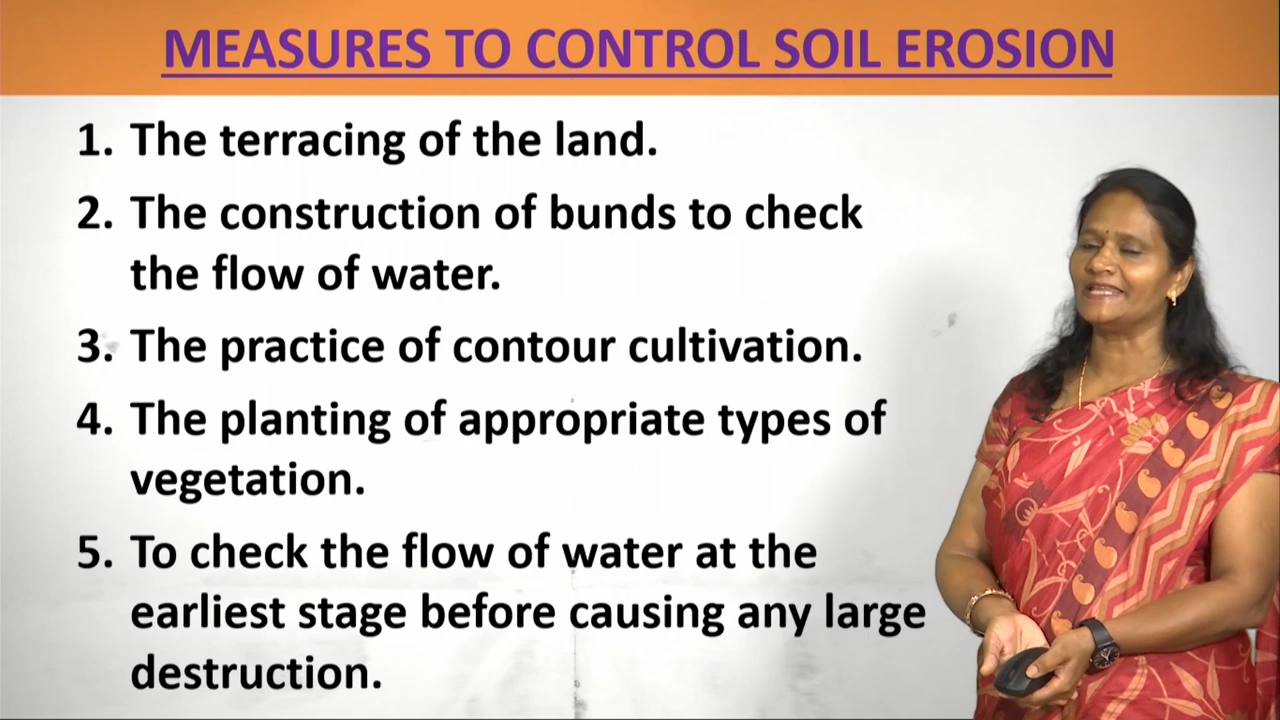 MEASURES TO CONTROL SOIL EROSION
1. The terracing of the land.
2. The construction of bunds to check
the flow of water.
3. The practice of contour cultivation.
4. The planting of appropriate types of
vegetation.
5. To check the flow of water at the
earliest stage before causing any large
destruction.